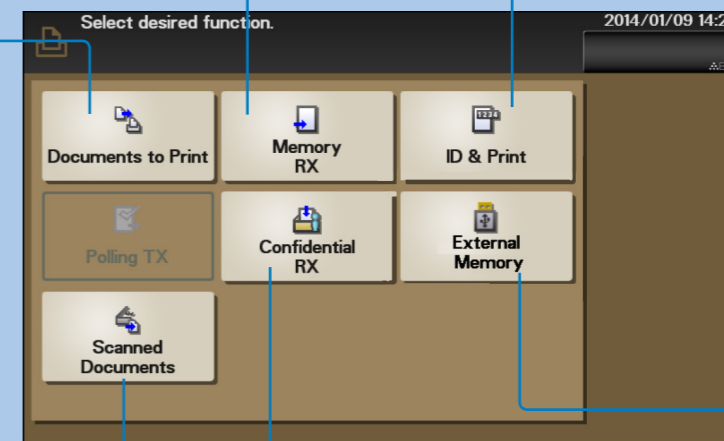 Select desired function.
2014/01/09 14:2
Documents to Print
Memory
RX
1234
ID & Print
Polling TX
Confidential
RX
External
Memory
Scanned
Documents